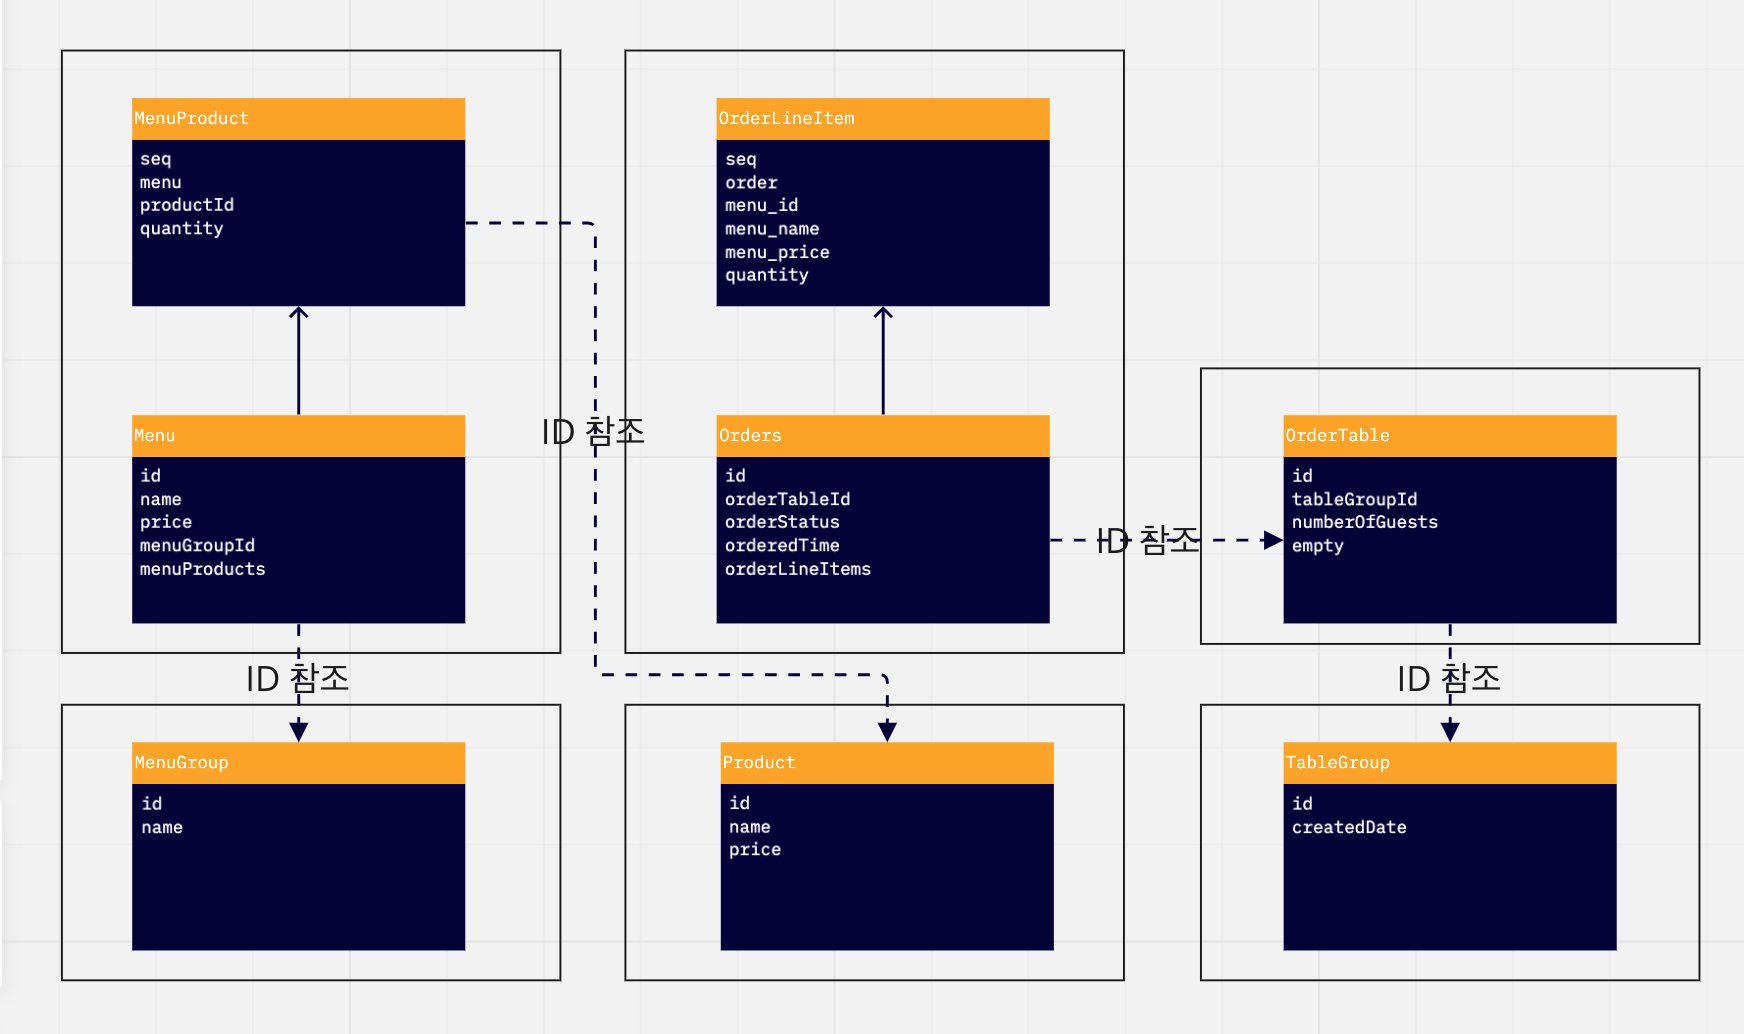 MenuProduct
seq
menu
productId
quantity
OrderLineItem
seq
order
menu_id
menu_name
menu_price
quantity
ID 참조
Menu
id
name
price
menuGroupId
menuProducts
Orders
id
orderTableId
orderStatus
orderedTime
orderLineItems
ID 참조
OrderTable
id
tableGroupId
numberOfGuests
empty
ID 참조
ID 참조
MenuGroup
id
name
Product
id
name
price
TableGroup
id
createdDate